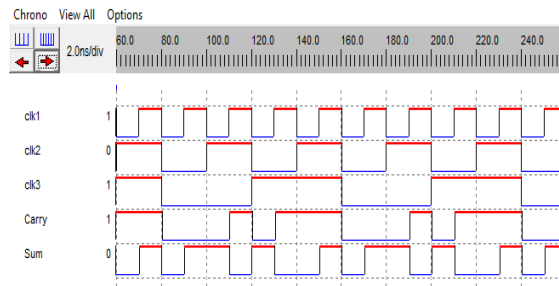 Chrono View All Options
2.0ns/div 60.0 80.0 100.0 120.0 140.0 160.0 180.0 200.0 220.0 240.0
clk1 1
clk2 0
clk3 1
Carry 1
Sum 0